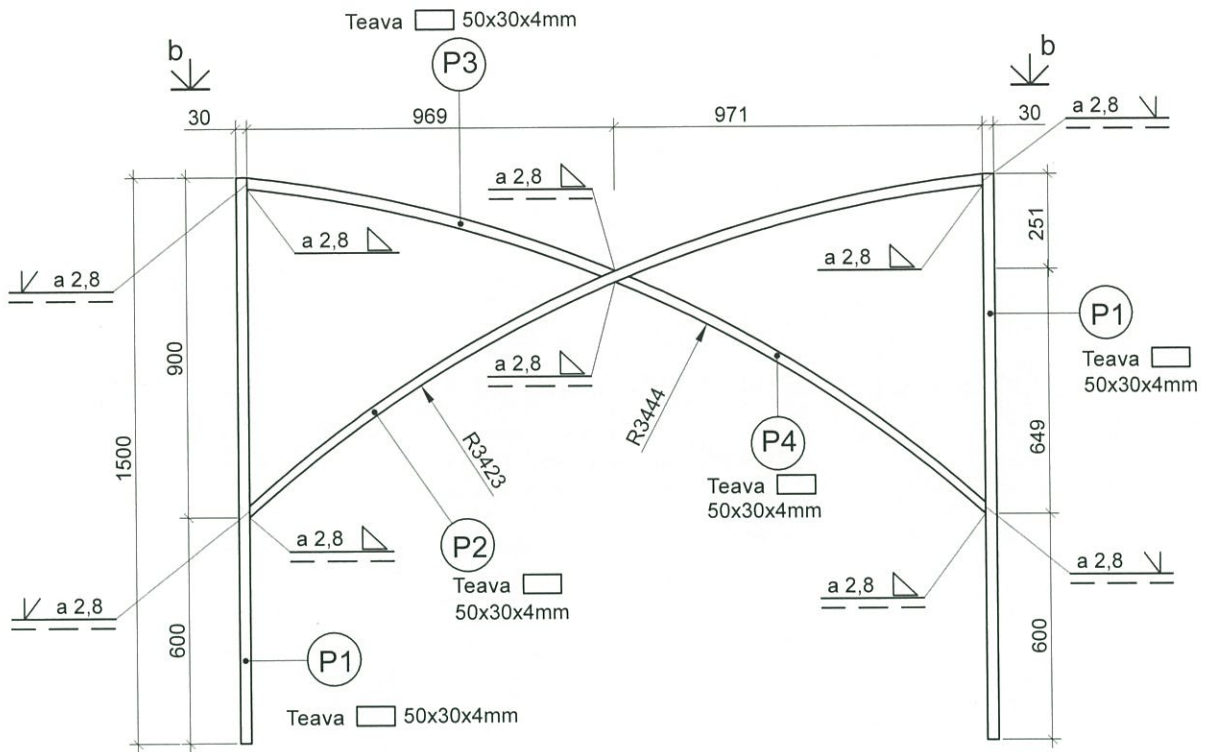 Teava 50x30x4mm
b
P3
b
30
969
971
30
a 2,8
a 2,8
a 2,8
a 2,8
a 2,8
251
P1
Teava
50x30x4mm
900
a 2,8
1500
R3423
R3444
P4
Teava
50x30x4mm
649
P2
Teava
50x30x4mm
a 2,8
a 2,8
a 2,8
a 2,8
600
600
P1
Teava 50x30x4mm